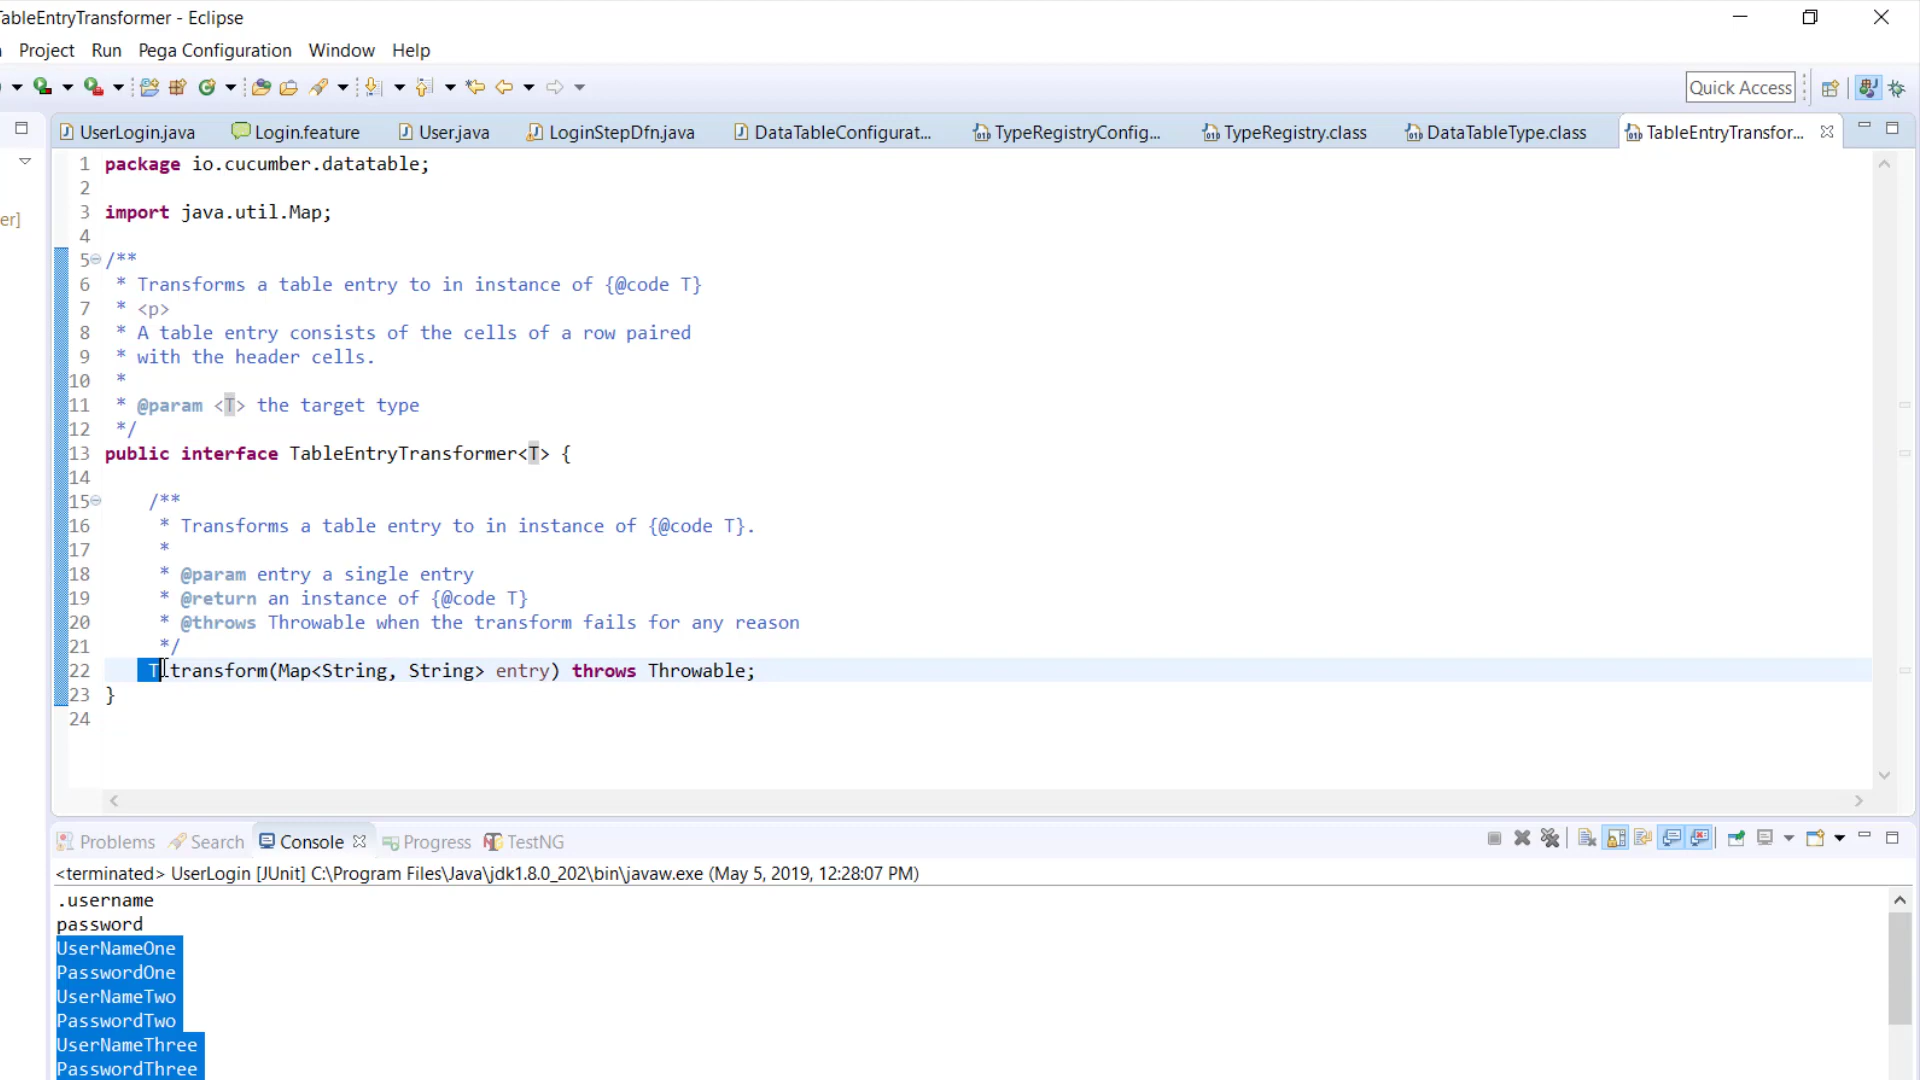 TableEntryTransformer - Eclipse
Project Run Pega Configuration Window Help
Quick Access
UserLogin.java Login.feature User.java LoginStepDfn.java DataTableConfigurat... TypeRegistryConfig... TypeRegistry.class DataTableType.class TableEntryTransfor...
er]
1 package io.cucumber.datatable;
2
3 import java.util.Map;
4
5 /**
6 * Transforms a table entry to in instance of {@code T}
7 * <p>
8 * A table entry consists of the cells of a row paired
9 * with the header cells.
10 *
11 * @param <T> the target type
12 */
13 public interface TableEntryTransformer<T> {
14
15 /**
16 * Transforms a table entry to in instance of {@code T}.
17 *
18 * @param entry a single entry
19 * @return an instance of {@code T}
20 * @throws Throwable when the transform fails for any reason
21 */
22 T transform(Map<String, String> entry) throws Throwable;
23 }
24
Problems Search Console Progress TestNG
<terminated> UserLogin [JUnit] C:\Program Files\Java\jdk1.8.0_202\bin\javaw.exe (May 5, 2019, 12:28:07 PM)
.username
password
UserNameOne
PasswordOne
UserNameTwo
PasswordTwo
UserNameThree
PasswordThree